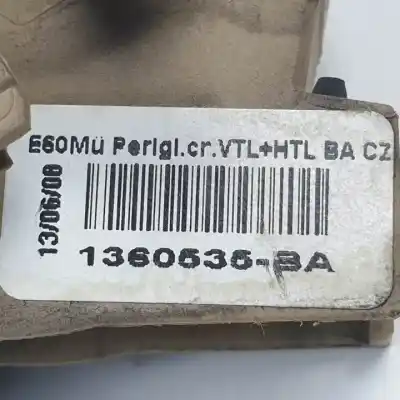 E60Mü Perlgl.cr.VTL+HTL BA CZ
13/06/08
1360535-BA